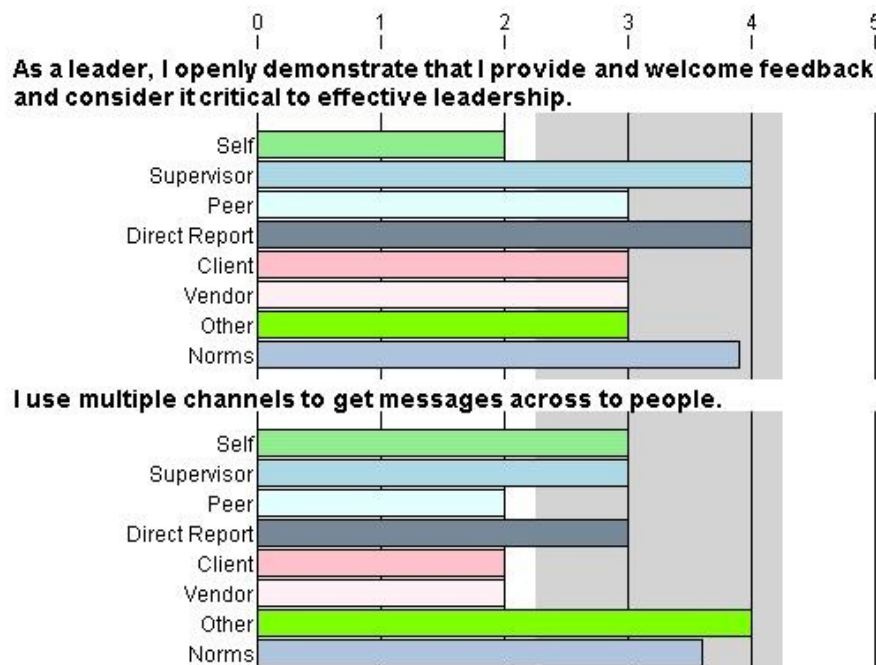 0 1 2 3 4 5
As a leader, I openly demonstrate that I provide and welcome feedback
and consider it critical to effective leadership.
Self
Supervisor
Peer
Direct Report
Client
Vendor
Other
Norms
I use multiple channels to get messages across to people.
Self
Supervisor
Peer
Direct Report
Client
Vendor
Other
Norms